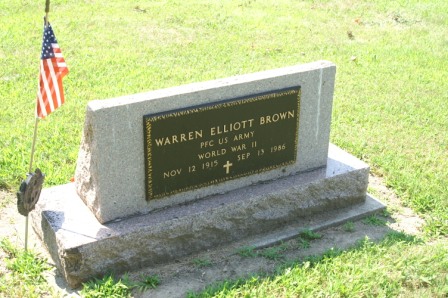 WARREN ELLIOTT BROWN
PFC US ARMY
WORLD WAR II
NOV 12 1915 SEP 13 1986